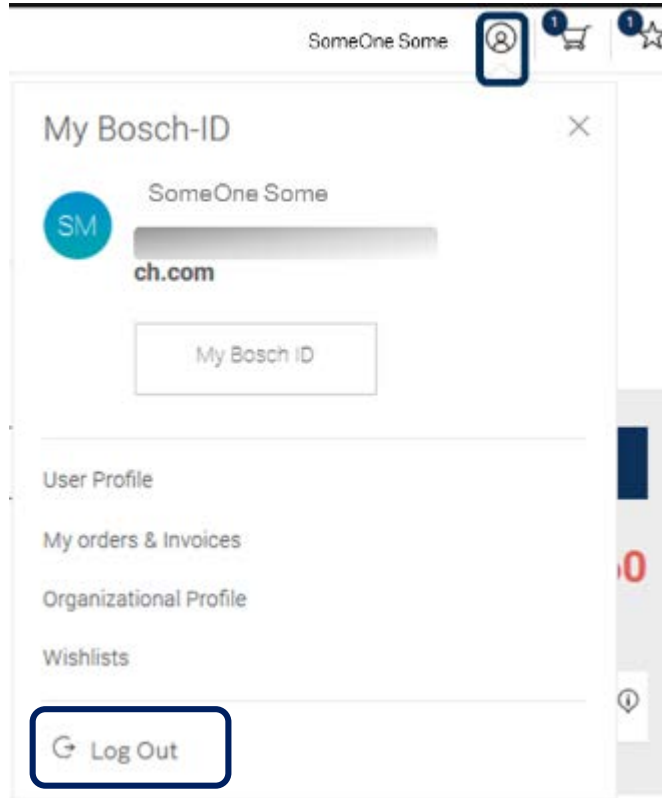 SomeOne Some
1
1
My Bosch-ID
SM
SomeOne Some
ch.com
My Bosch ID
User Profile
My orders & Invoices
Organizational Profile
Wishlists
Log Out
0